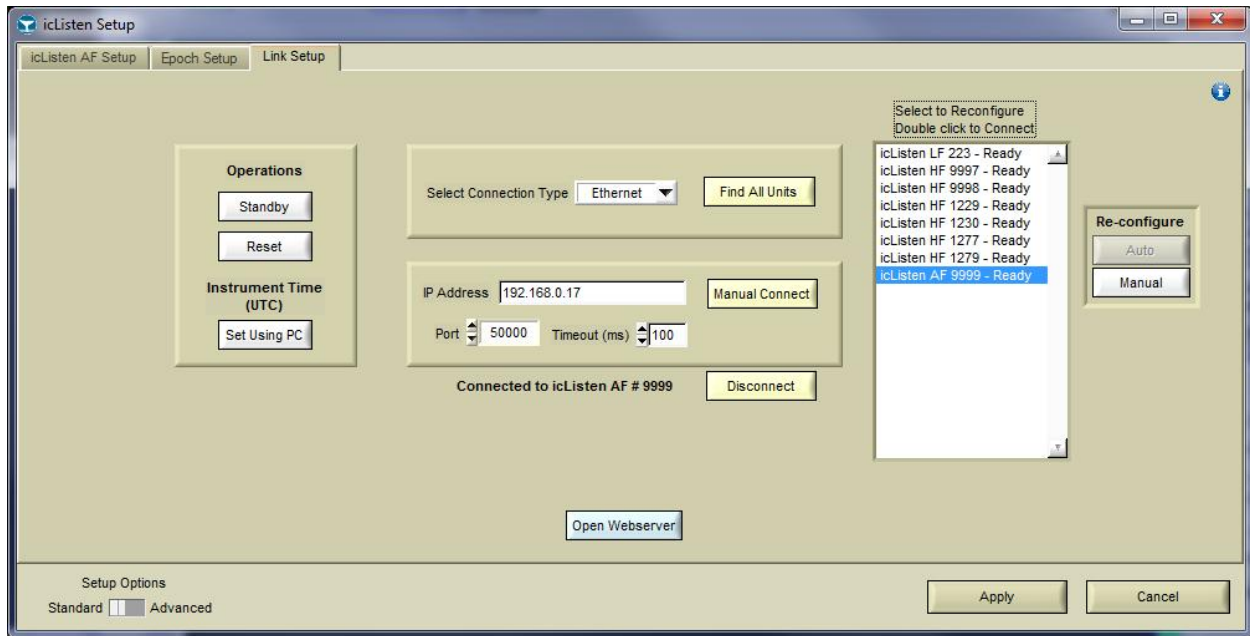 icListen Setup
icListen AF Setup
Epoch Setup
Link Setup
Operations
Standby
Reset
Instrument Time
(UTC)
Set Using PC
Select Connection Type
Ethernet
Find All Units
IP Address
192.168.0.17
Manual Connect
Port
50000
Timeout (ms)
100
Connected to icListen AF # 9999
Disconnect
Open Webserver
Select to Reconfigure
Double click to Connect
icListen LF 223 - Ready
icListen HF 9997 - Ready
icListen HF 9998 - Ready
icListen HF 1229 - Ready
icListen HF 1230 - Ready
icListen HF 1277 - Ready
icListen HF 1279 - Ready
icListen AF 9999 - Ready
Re-configure
Auto
Manual
Setup Options
Standard
Advanced
Apply
Cancel